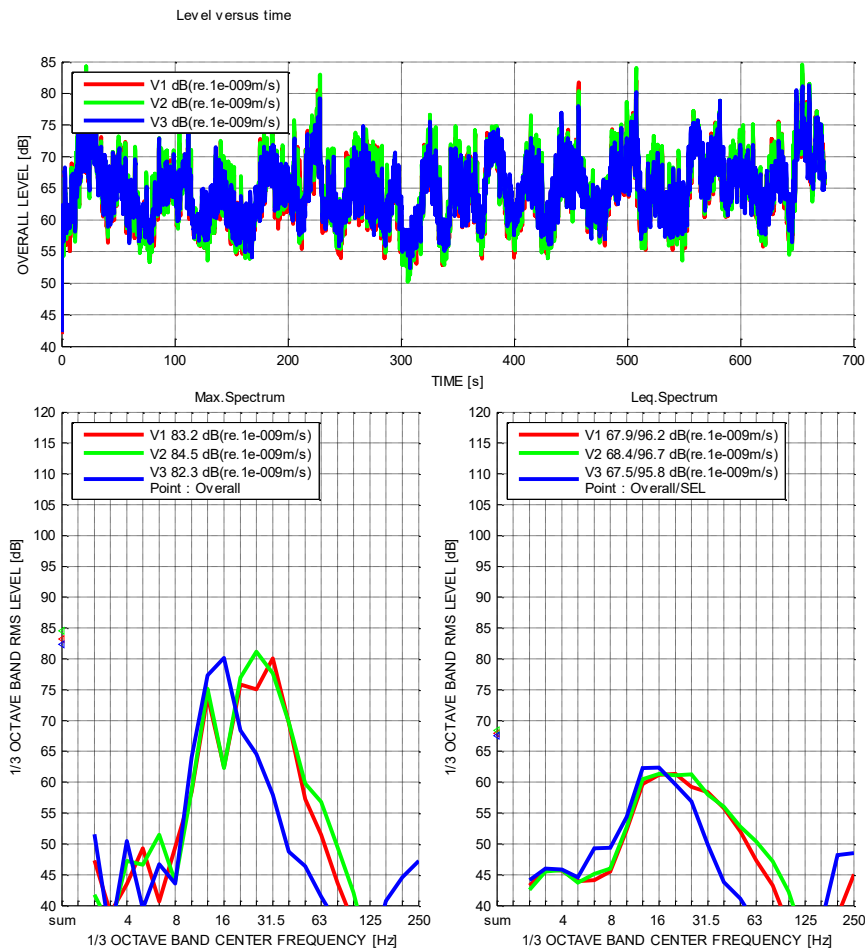 Level versus time
85
80
75
70
65
60
55
50
45
40
OVERALL LEVEL [dB]
V1 dB(re.1e-009m/s)
V2 dB(re.1e-009m/s)
V3 dB(re.1e-009m/s)
0 100 200 300 400 500 600 700
TIME [s]
Max.Spectrum
120
115
110
105
100
95
90
85
80
75
70
65
60
55
50
45
40
1/3 OCTAVE BAND RMS LEVEL [dB]
V1 83.2 dB(re.1e-009m/s)
V2 84.5 dB(re.1e-009m/s)
V3 82.3 dB(re.1e-009m/s)
Point : Overall
sum 4 8 16 31.5 63 125 250
1/3 OCTAVE BAND CENTER FREQUENCY [Hz]
Leq.Spectrum
120
115
110
105
100
95
90
85
80
75
70
65
60
55
50
45
40
1/3 OCTAVE BAND RMS LEVEL [dB]
V1 67.9/96.2 dB(re.1e-009m/s)
V2 68.4/96.7 dB(re.1e-009m/s)
V3 67.5/95.8 dB(re.1e-009m/s)
Point : Overall/SEL
sum 4 8 16 31.5 63 125 250
1/3 OCTAVE BAND CENTER FREQUENCY [Hz]